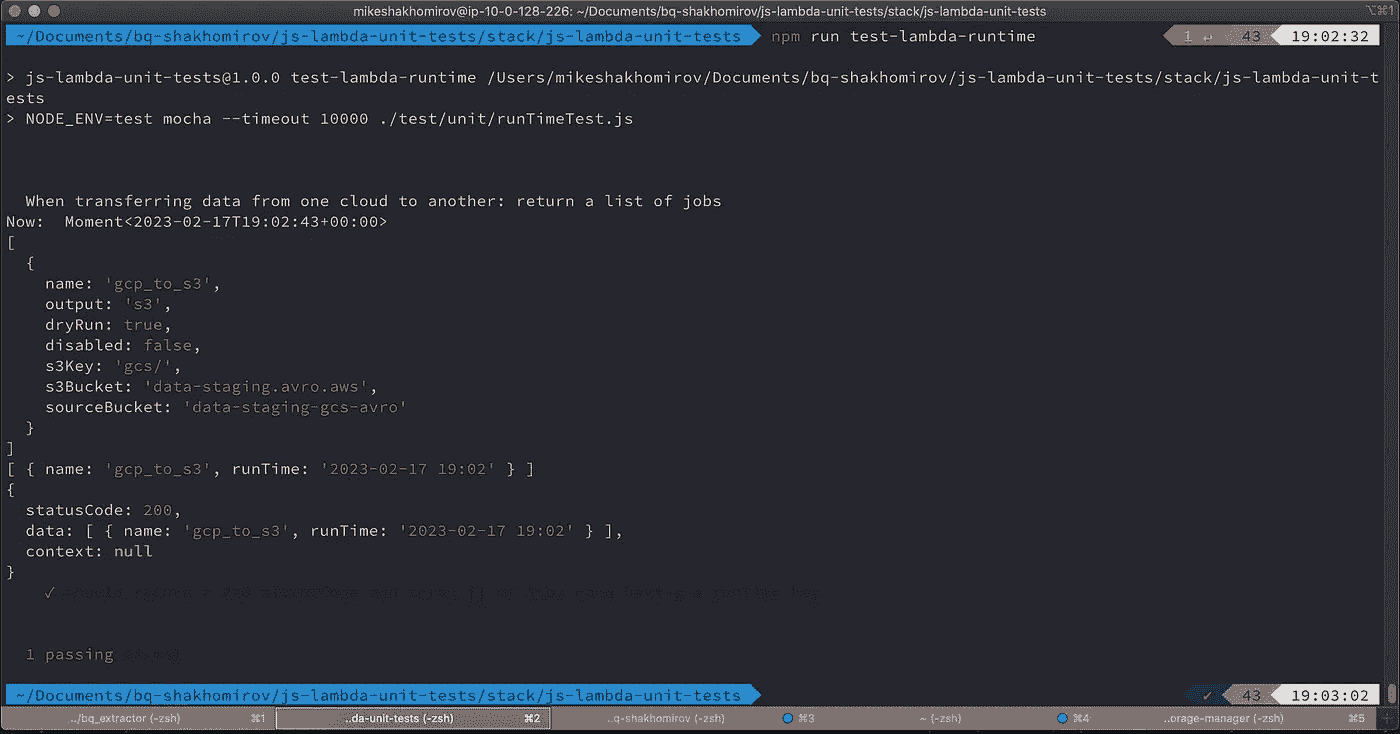 mikeshakhomirov@ip-10-0-128-226: ~/Documents/bq-shakhomirov/js-lambda-unit-tests/stack/js-lambda-unit-tests ⌥⌘1
~/Documents/bq-shakhomirov/js-lambda-unit-tests/stack/js-lambda-unit-tests npm run test-lambda-runtime 1 ↵ 43 19:02:32
> js-lambda-unit-tests@1.0.0 test-lambda-runtime /Users/mikeshakhomirov/Documents/bq-shakhomirov/js-lambda-unit-tests/stack/js-lambda-unit-t
ests
> NODE_ENV=test mocha --timeout 10000 ./test/unit/runTimeTest.js
When transferring data from one cloud to another: return a list of jobs
Now:  Moment<2023-02-17T19:02:43+00:00>
[
{
name: 'gcp_to_s3',
output: 's3',
dryRun: true,
disabled: false,
s3Key: 'gcs/',
s3Bucket: 'data-staging.avro.aws',
sourceBucket: 'data-staging-gcs-avro'
}
]
[ { name: 'gcp_to_s3', runTime: '2023-02-17 19:02' } ]
{
statusCode: 200,
data: [ { name: 'gcp_to_s3', runTime: '2023-02-17 19:02' } ],
context: null
}
✓
1 passing
~/Documents/bq-shakhomirov/js-lambda-unit-tests/stack/js-lambda-unit-tests ✓ 43 19:03:02
../bq_extractor (-zsh) ⌘1 ..da-unit-tests (-zsh) ⌘2 ..q-shakhomirov (-zsh) ⌘3 ~ (-zsh) ⌘4 ..orage-manager (-zsh) ⌘5